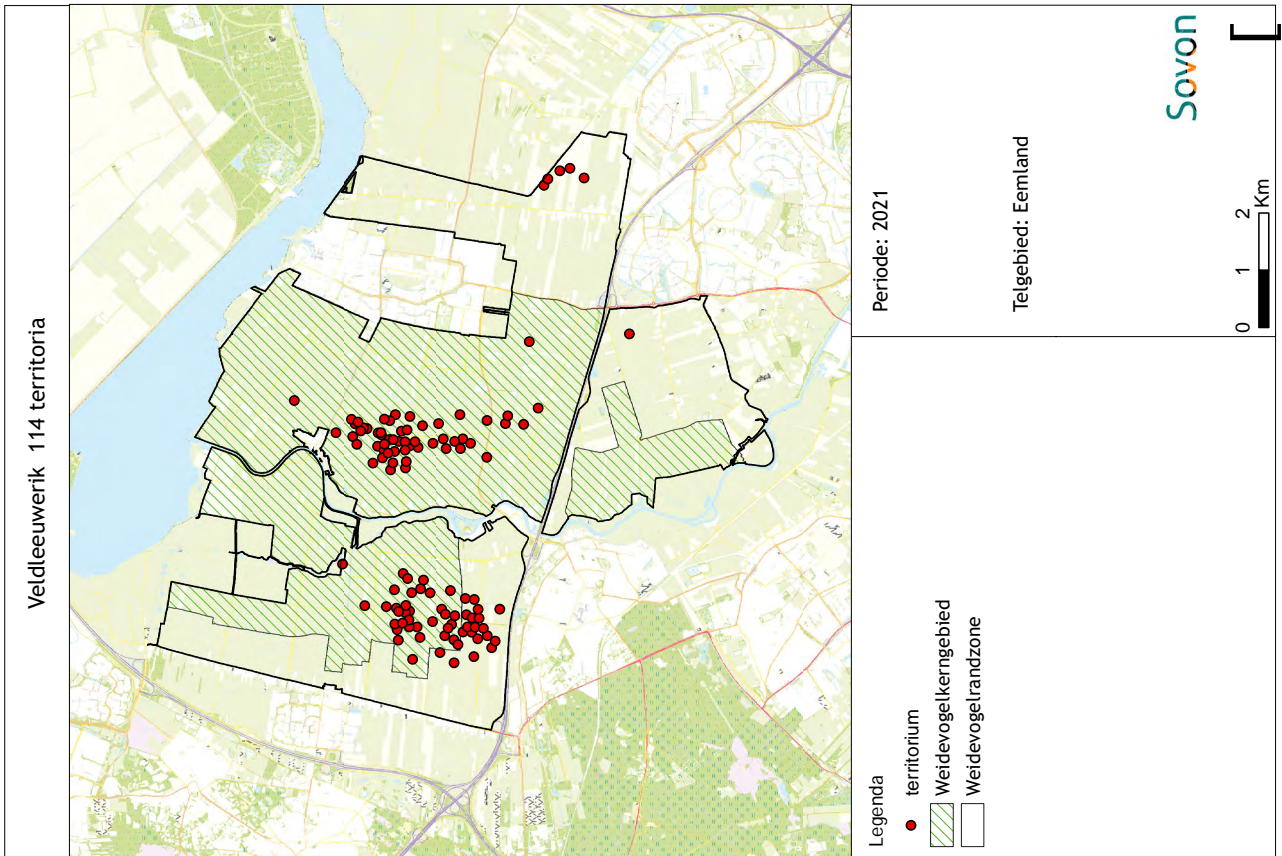 Veldleeuwerik 114 territoria
Legenda
territorium
Weidevogelkerngebied
Weidevogelrandzone
Periode: 2021
Telgebied: Eemland
0 1 2
Km
Sovon